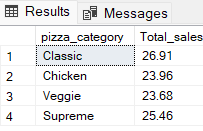 Results Messages
pizza_category Total_sales
1 Classic 26.91
2 Chicken 23.96
3 Veggie 23.68
4 Supreme 25.46